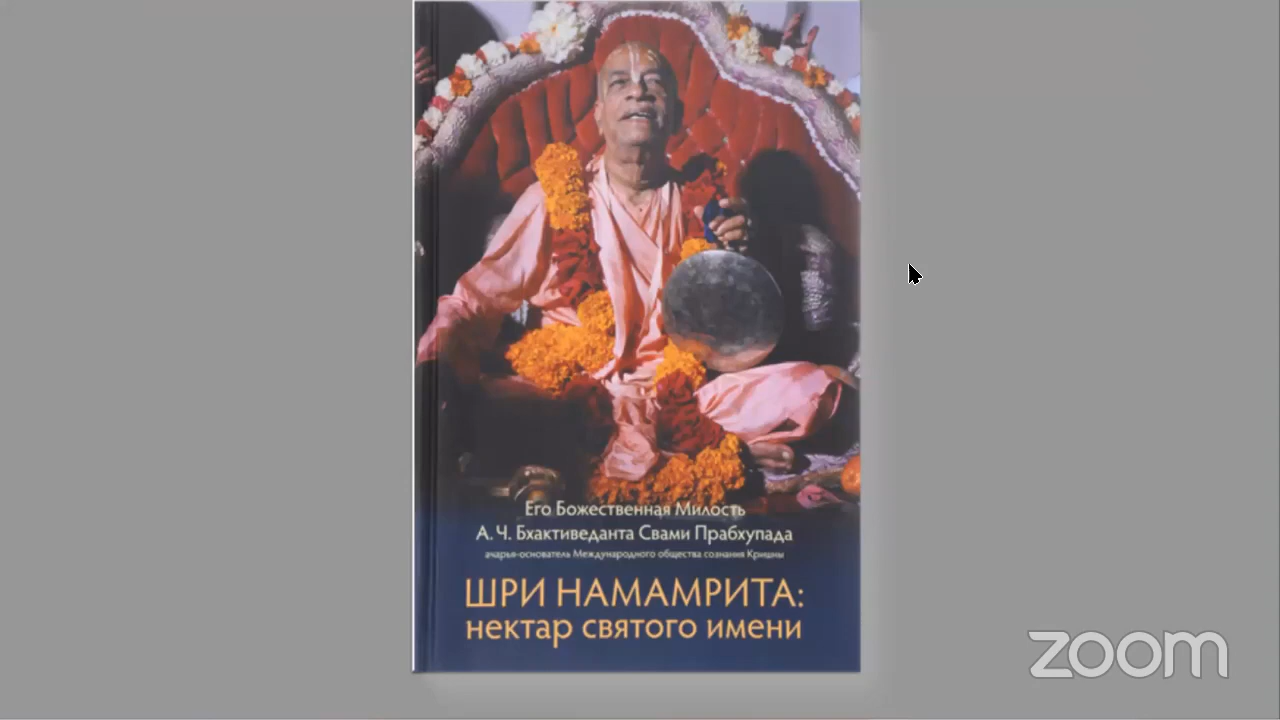 Его Божественная Милость
А. Ч. Бхактиведанта Свами Прабхупада
ачарья-основатель Международного общества сознания Кришны
ШРИ НАМАМРИТА:
нектар святого имени
zoom